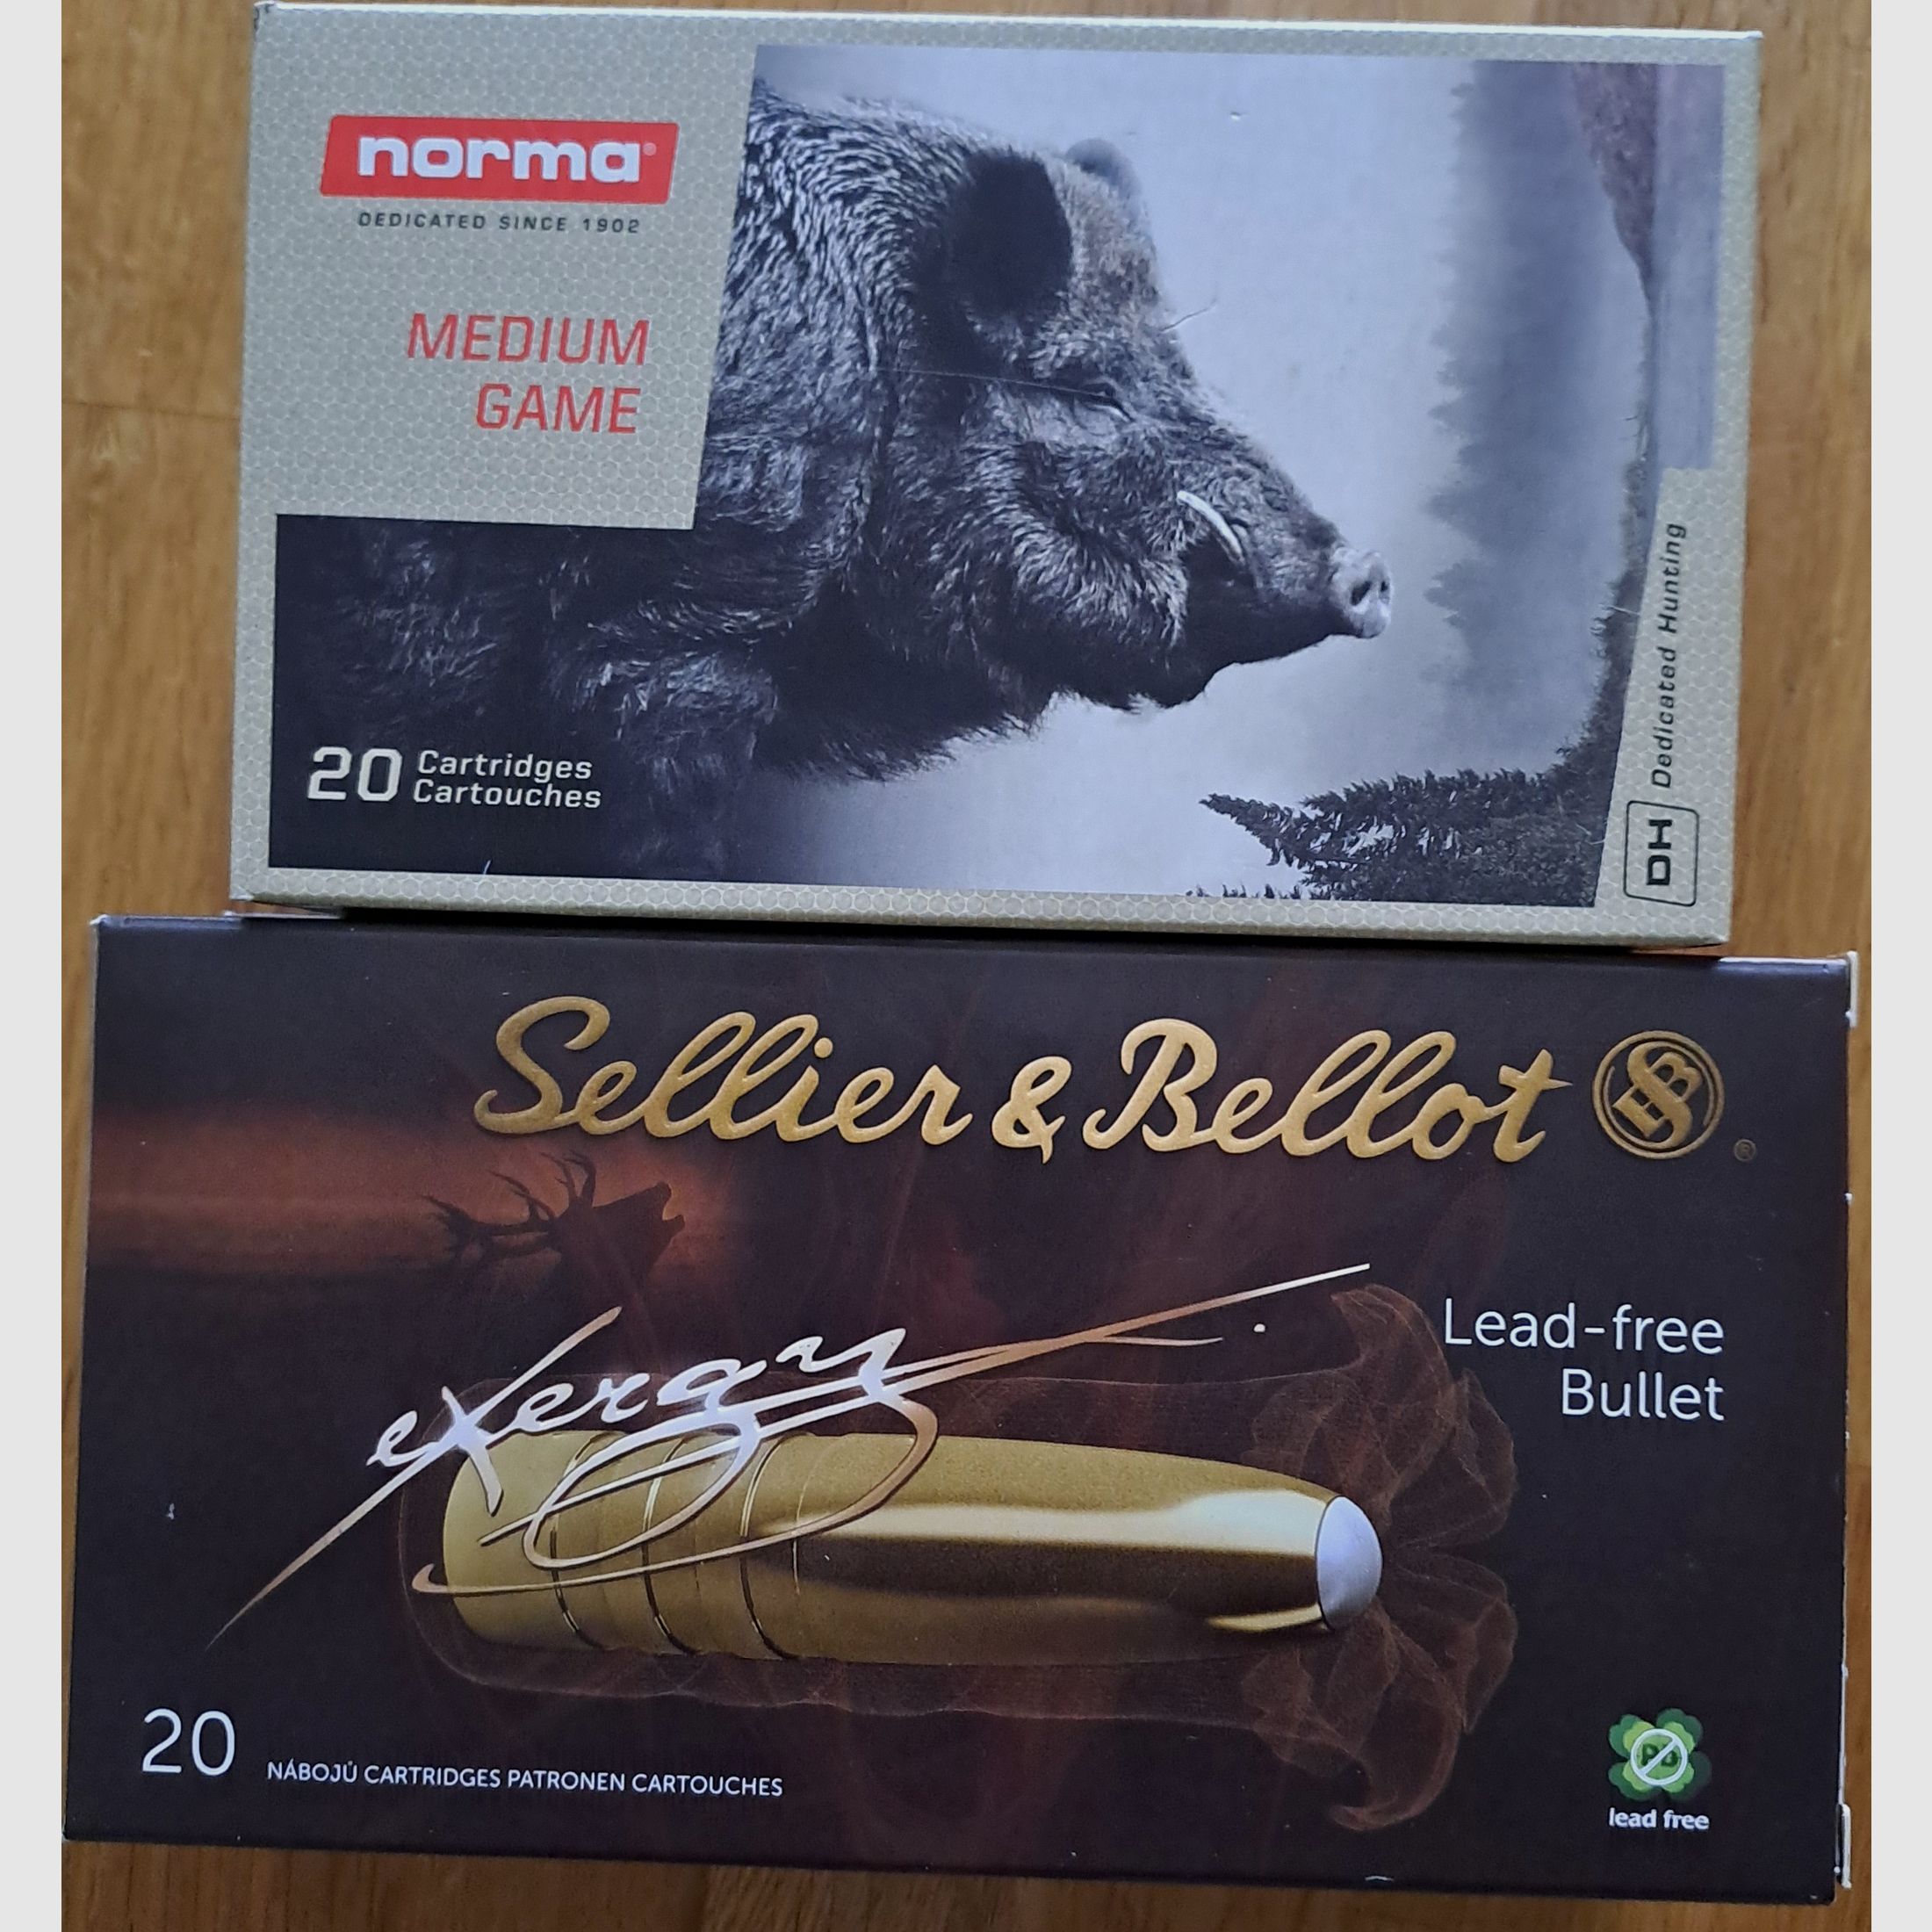 norma®
DEDICATED SINCE 1902
MEDIUM
GAME
20 Cartridges
Cartouches
DH Dedicated Hunting
Sellier & Bellot SB ®
eXergy
Lead-free
Bullet
20 NÁBOJŮ CARTRIDGES PATRONEN CARTOUCHES
Pb
lead free